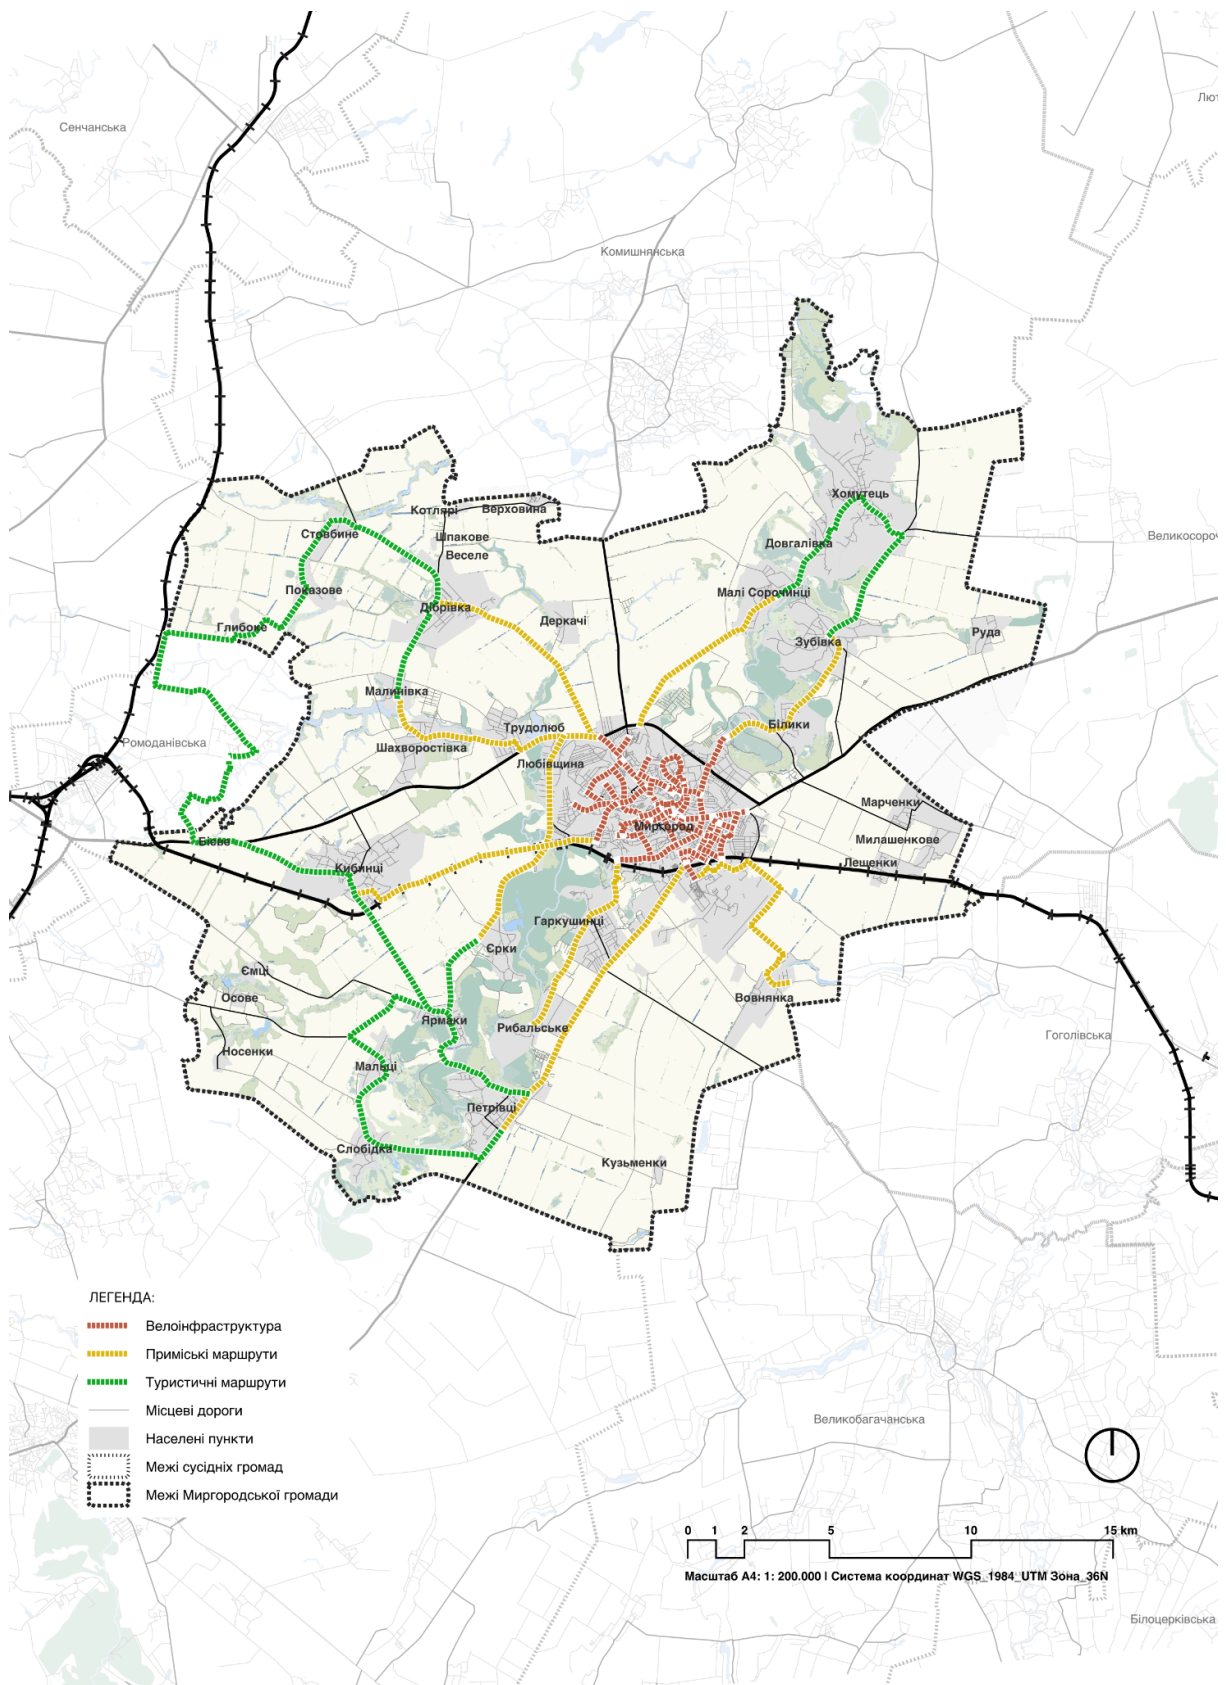 Сенчанська
Лют
Комишнянська
Хомутець
Котлярі
Верховина
Стовбине
Шпакове
Веселе
Довгалівка
Великосороч
Показове
Малі Сорочинці
Дібрівка
Деркачі
Глибоке
Зубівка
Руда
Малинівка
Трудолюб
Білики
Ромоданівська
Шахворостівка
Любівщина
Марченки
Миргород
Милашенкове
Бієве
Лещенки
Кибинці
Гаркушинці
Єрки
Ємці
Осове
Вовнянка
Ярмаки
Рибальське
Гоголівська
Носенки
Мальці
Петрівці
Слобідка
Кузьменки
ЛЕГЕНДА:
Велоінфраструктура
Приміські маршрути
Туристичні маршрути
Місцеві дороги
Населені пункти
Межі сусідніх громад
Межі Миргородської громади
Великобагачанська
0 1 2 5 10 15 km
Масштаб А4: 1: 200.000 | Система координат WGS_1984_UTM Зона_36N
Білоцерківська